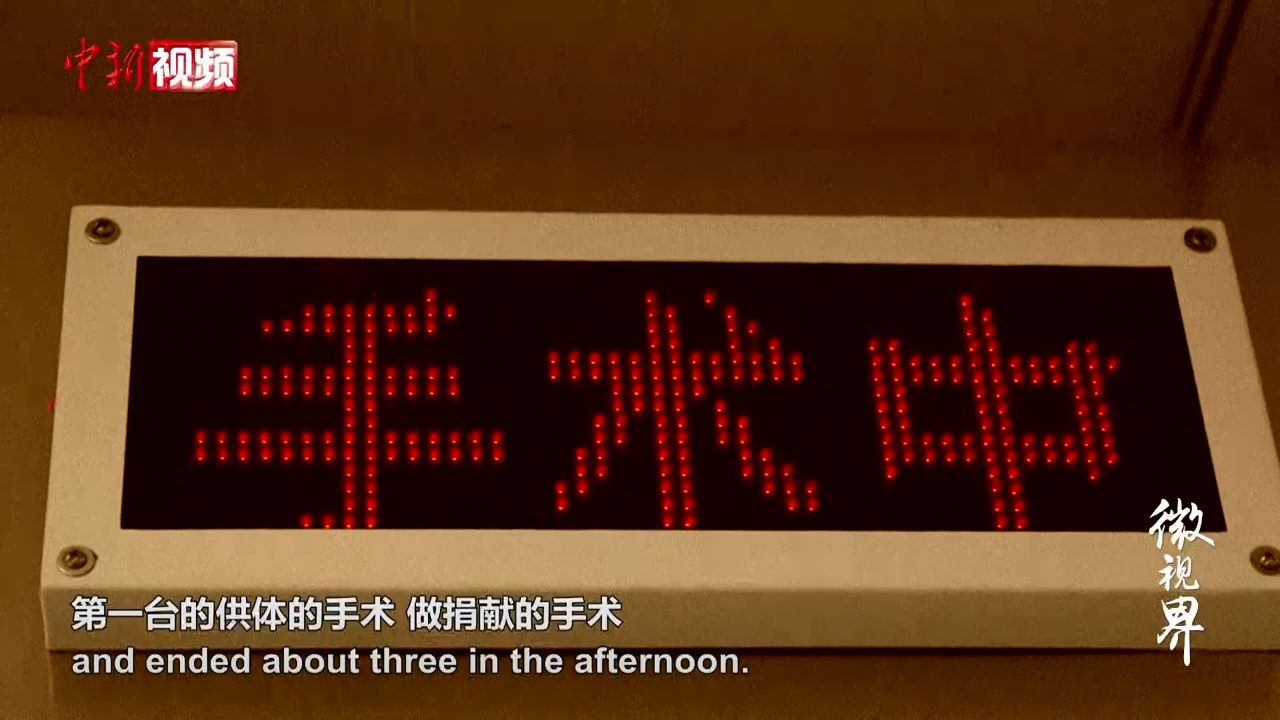 中新视频
手术中
微视界
第一台的供体的手术 做捐献的手术
and ended about three in the afternoon.